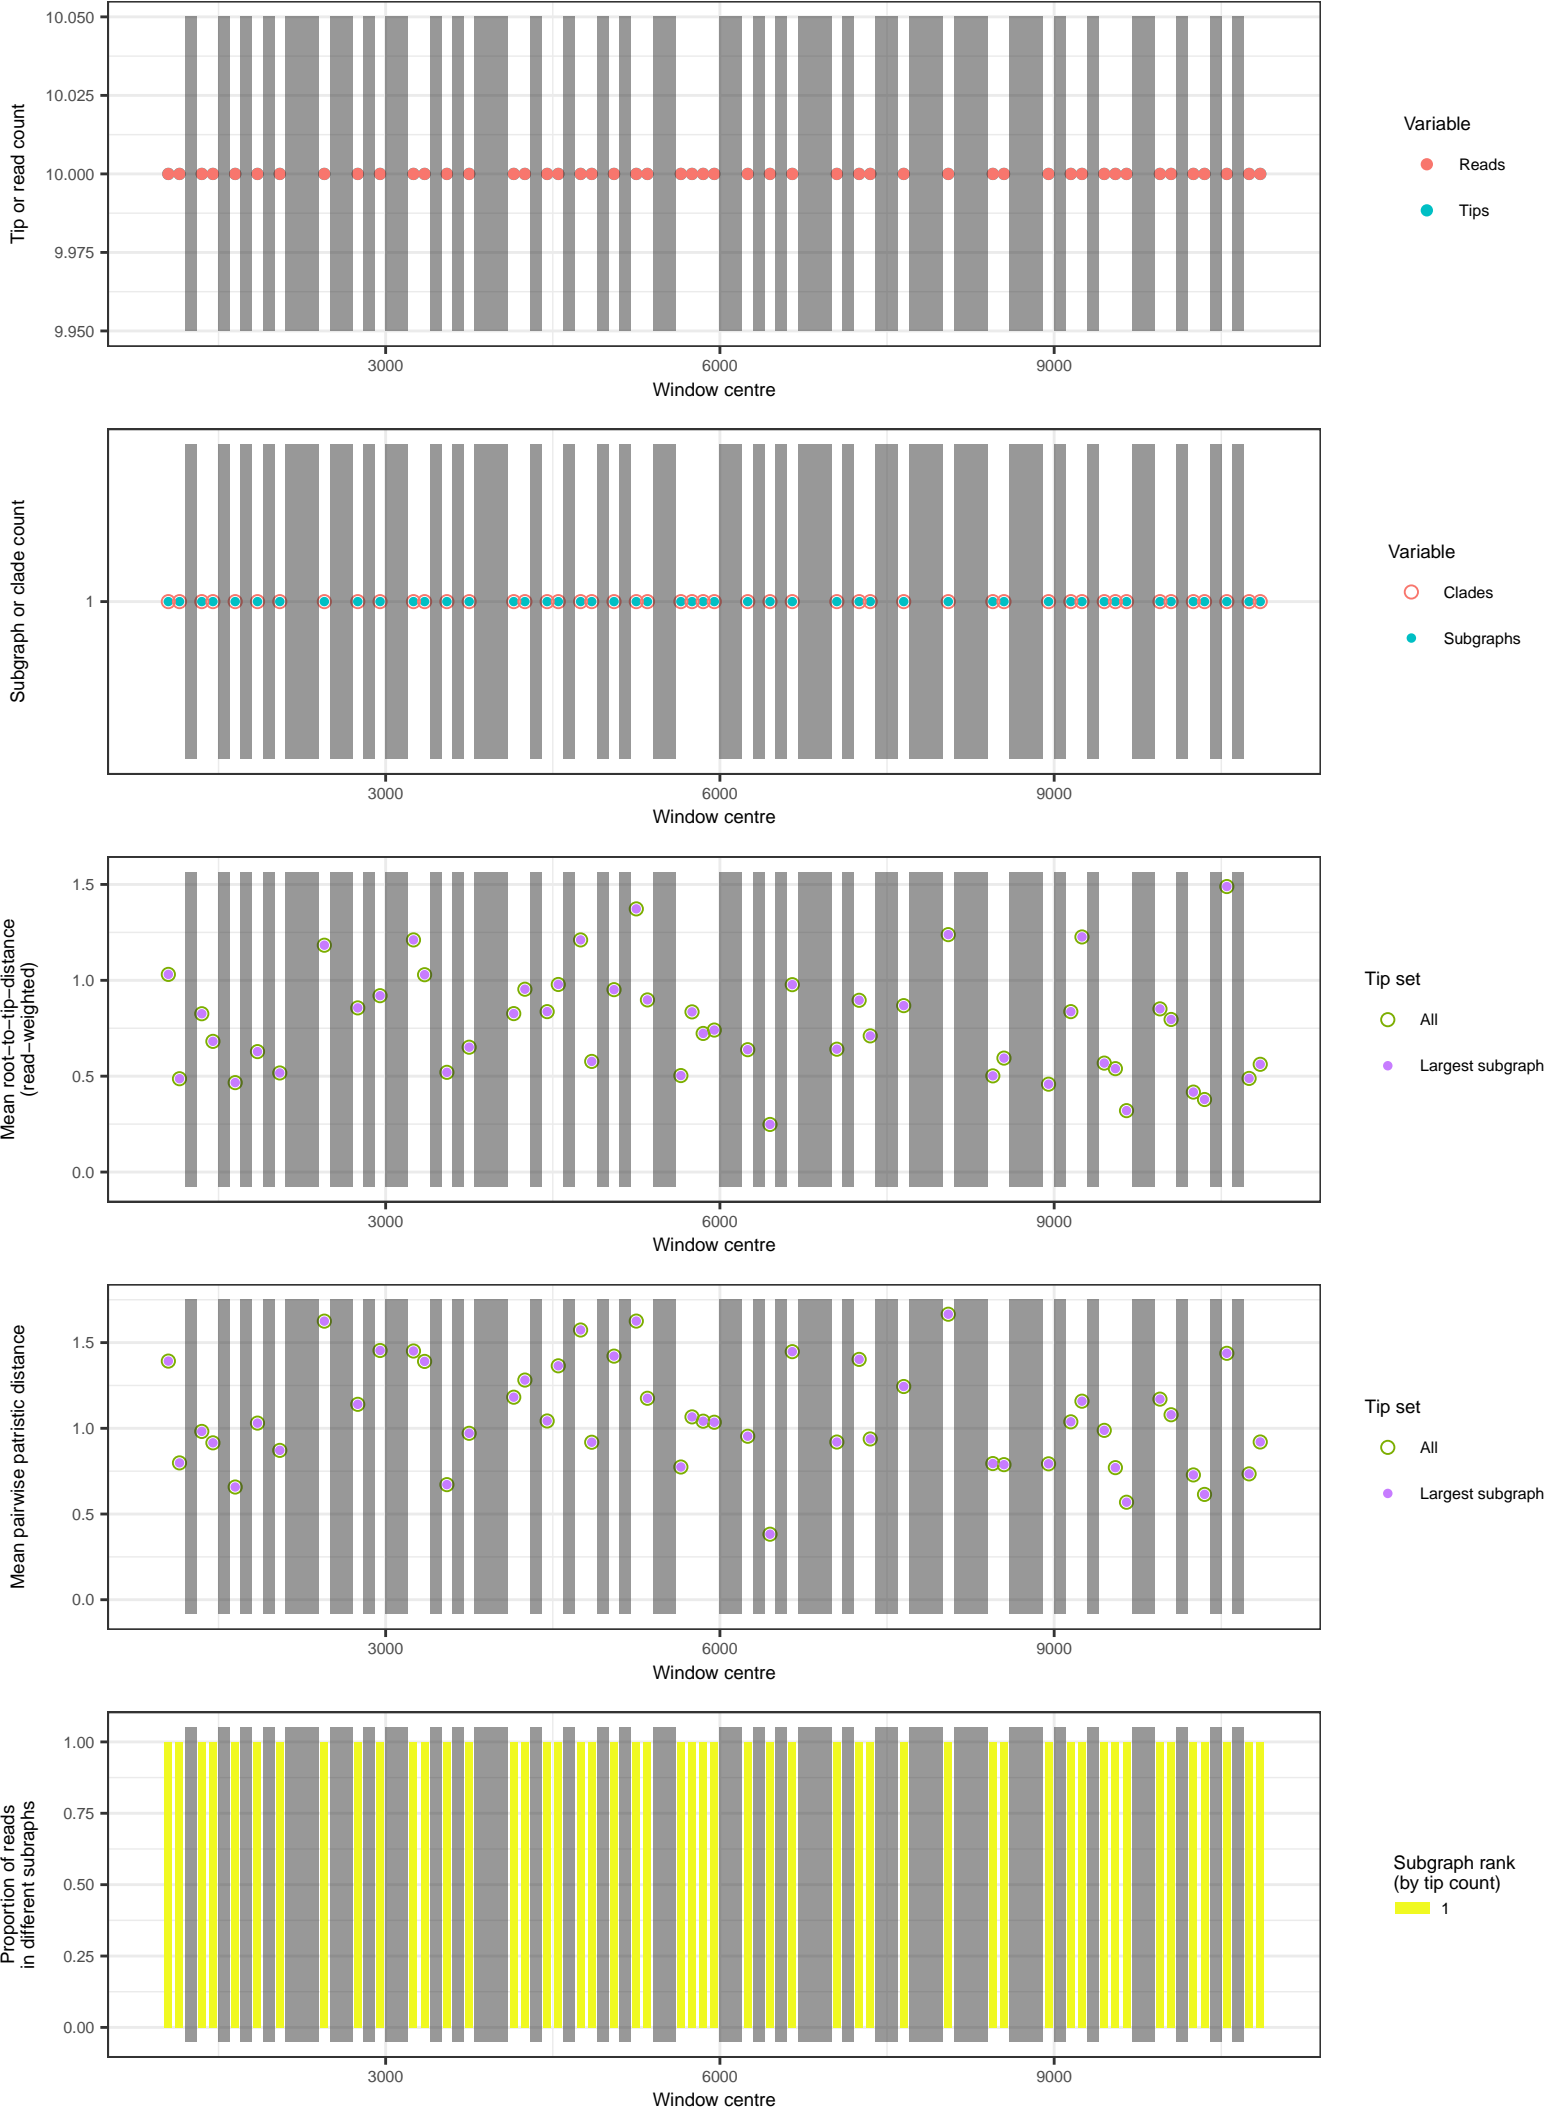 10.050
10.025
10.000
9.975
9.950
Tip or read count
3000
6000
9000
Window centre
Variable
Reads
Tips
1
Subgraph or clade count
3000
6000
9000
Window centre
Variable
Clades
Subgraphs
1.5
1.0
0.5
0.0
Mean root−to−tip−distance
(read−weighted)
3000
6000
9000
Window centre
Tip set
All
Largest subgraph
1.5
1.0
0.5
0.0
Mean pairwise patristic distance
3000
6000
9000
Window centre
Tip set
All
Largest subgraph
1.00
0.75
0.50
0.25
0.00
Proportion of reads
in different subraphs
3000
6000
9000
Window centre
Subgraph rank
(by tip count)
1